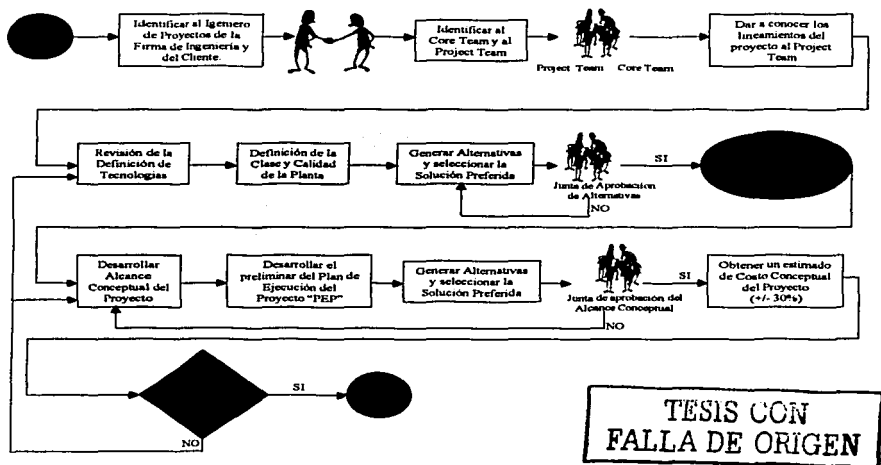 Identificar al Igeniero
de Proyectos de la
Firma de Ingeniería y
del Cliente.
Identificar al
Core Team y al
Project Team
Project Team
Core Team
Dar a conocer los
lineamientos del
proyecto al Project
Team
Revisión de la
Definición de
Tecnologías
Definición de la
Clase y Calidad
de la Planta
Generar Alternativas
y seleccionar la
Solución Preferida
Junta de Aprobación
de Alternativas
SI
NO
Desarrollar
Alcance
Conceptual del
Proyecto
Desarrollar el
preliminar del Plan de
Ejecución del
Proyecto "PEP"
Generar Alternativas
y seleccionar la
Solución Preferida
Junta de aprobación del
Alcance Conceptual
SI
NO
Obtener un estimado
de Costo Conceptual
del Proyecto
(+/- 30%)
SI
NO
TESIS CON
FALLA DE ORIGEN